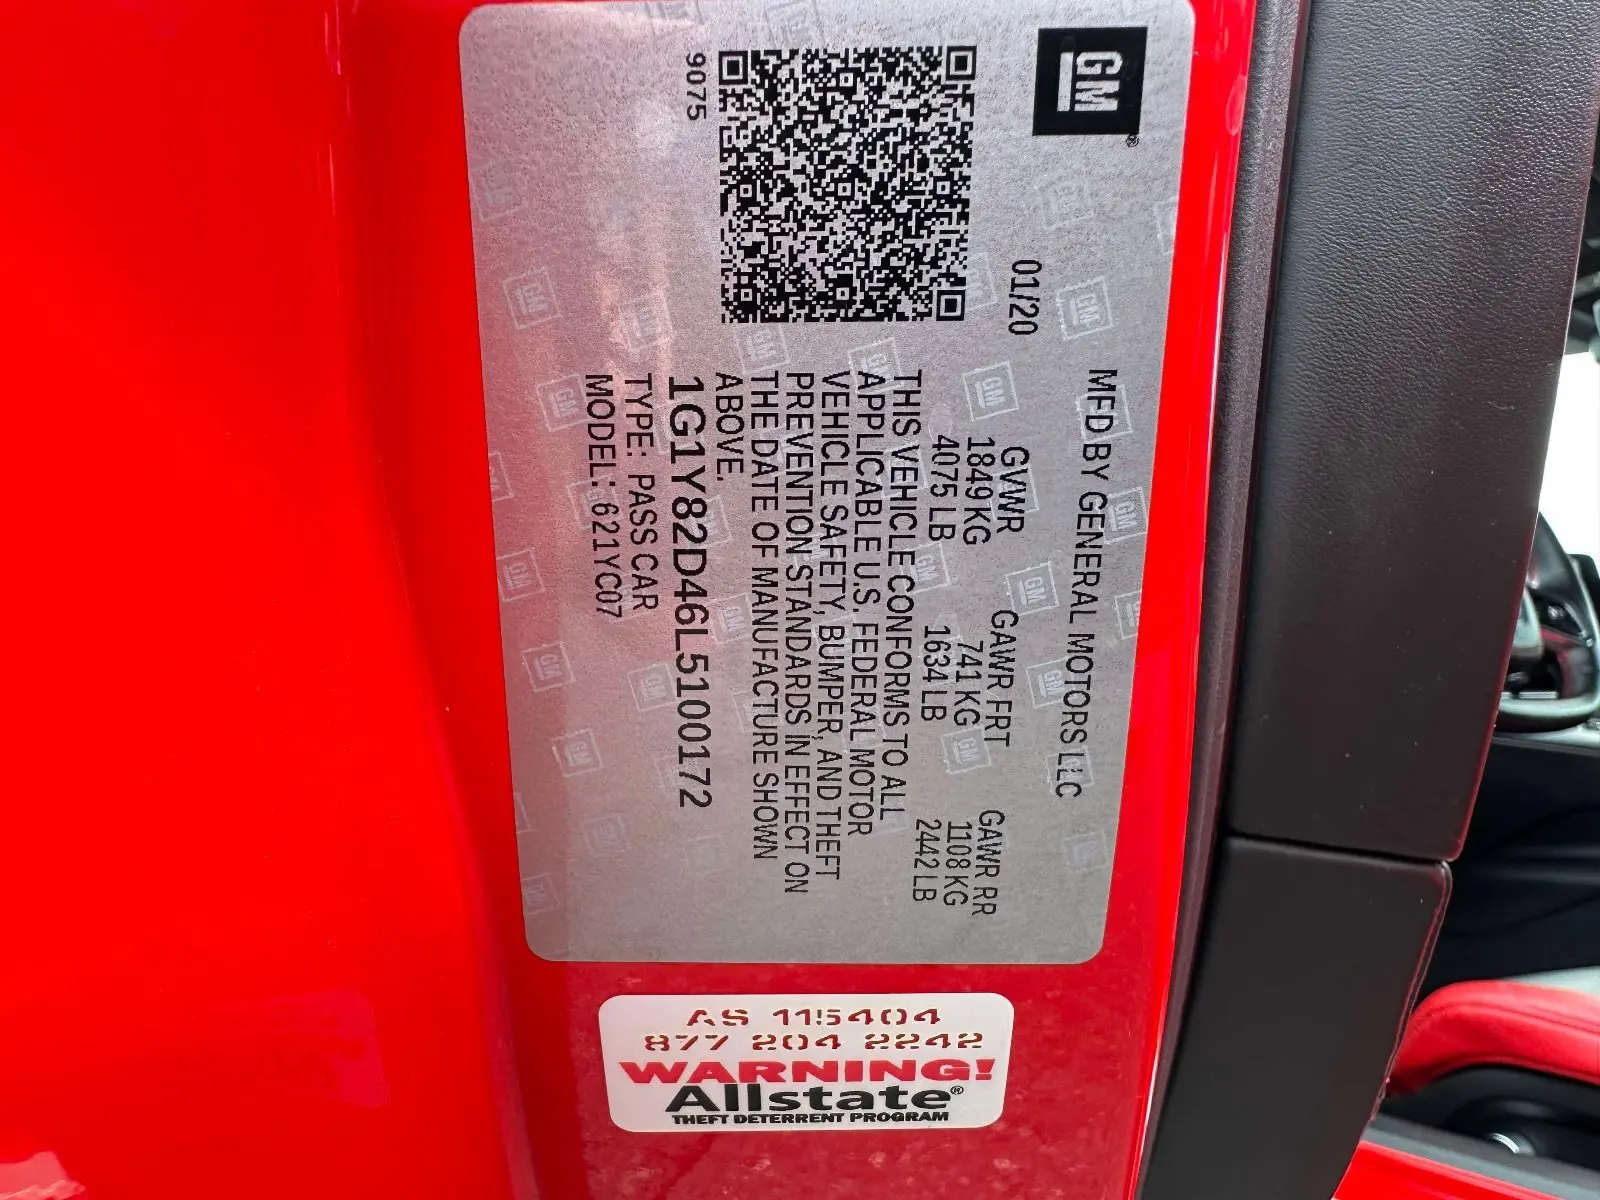 GM
®
MFD BY GENERAL MOTORS LLC
01/20
GVWR GAWR FRT GAWR RR
1849 KG 741 KG 1108 KG
4075 LB 1634 LB 2442 LB
THIS VEHICLE CONFORMS TO ALL
APPLICABLE U.S. FEDERAL MOTOR
VEHICLE SAFETY, BUMPER, AND THEFT
PREVENTION STANDARDS IN EFFECT ON
THE DATE OF MANUFACTURE SHOWN
ABOVE.
1G1Y82D46L5100172
TYPE: PASS CAR
MODEL: 621YC07
9075
AS 115404
877 204 2242
WARNING!
Allstate®
THEFT DETERRENT PROGRAM